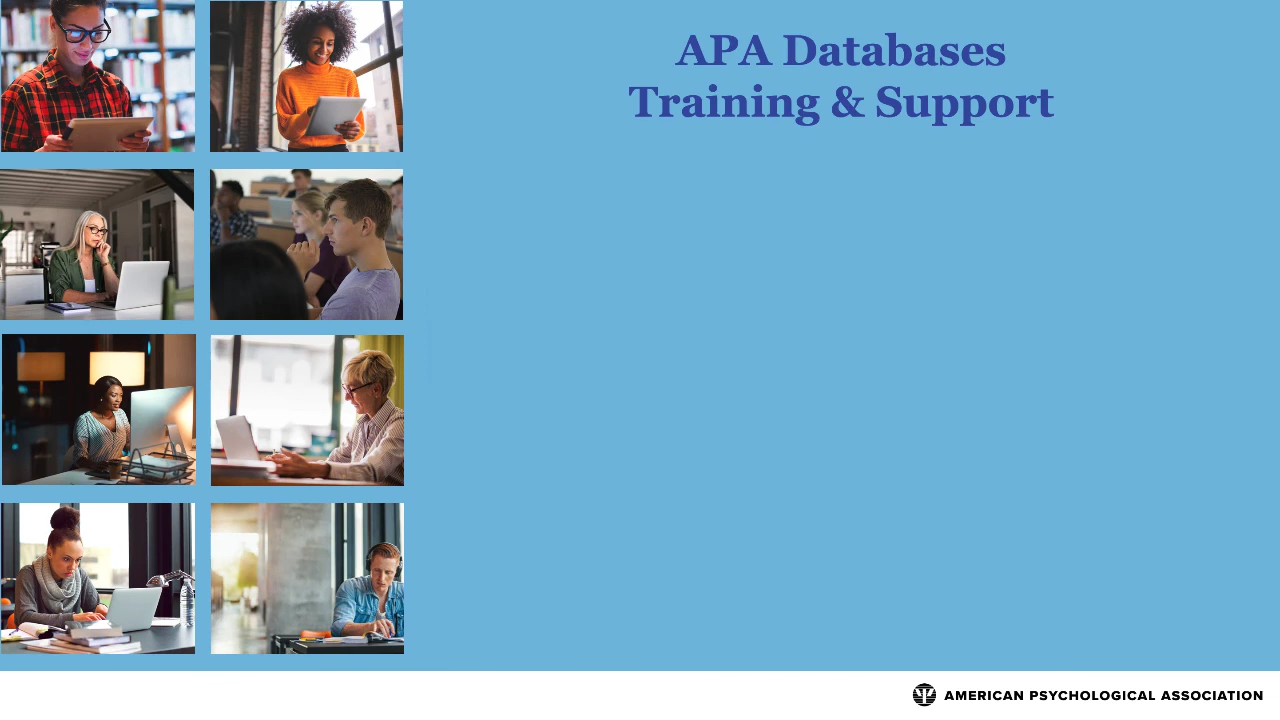 APA Databases
Training & Support
AMERICAN PSYCHOLOGICAL ASSOCIATION